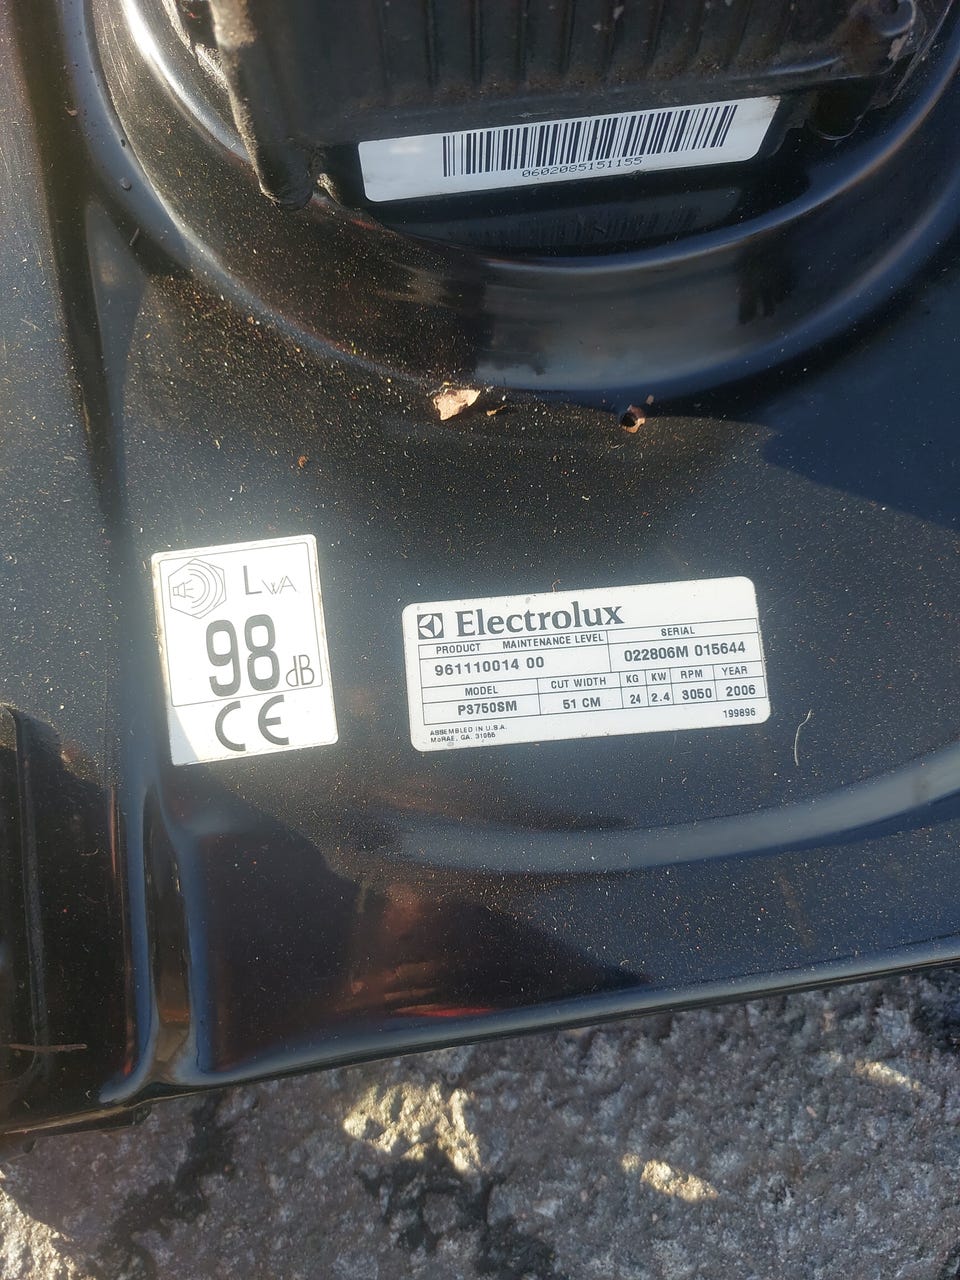 0602085151155
LWA
98 dB
CE
Electrolux
PRODUCT MAINTENANCE LEVEL
961110014 00
SERIAL
022806M 015644
MODEL
P3750SM
CUT WIDTH
51 CM
KG
24
KW
2.4
RPM
3050
YEAR
2006
ASSEMBLED IN U.S.A.
McRAE, GA. 31055
199896